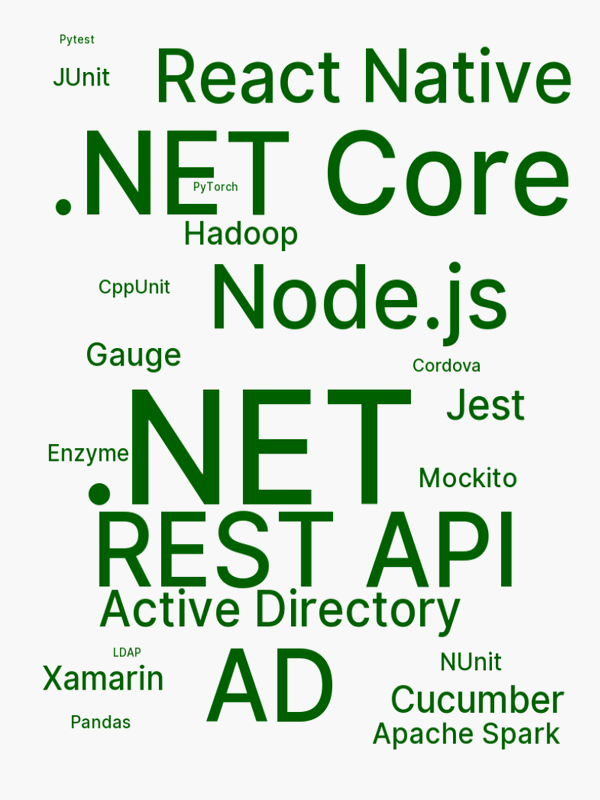 Pytest
JUnit
React Native
.NET Core
PyTorch
Hadoop
CppUnit
Node.js
Gauge
Cordova
Jest
.NET
Enzyme
Mockito
REST API
Active Directory
LDAP
Xamarin
AD
NUnit
Cucumber
Pandas
Apache Spark